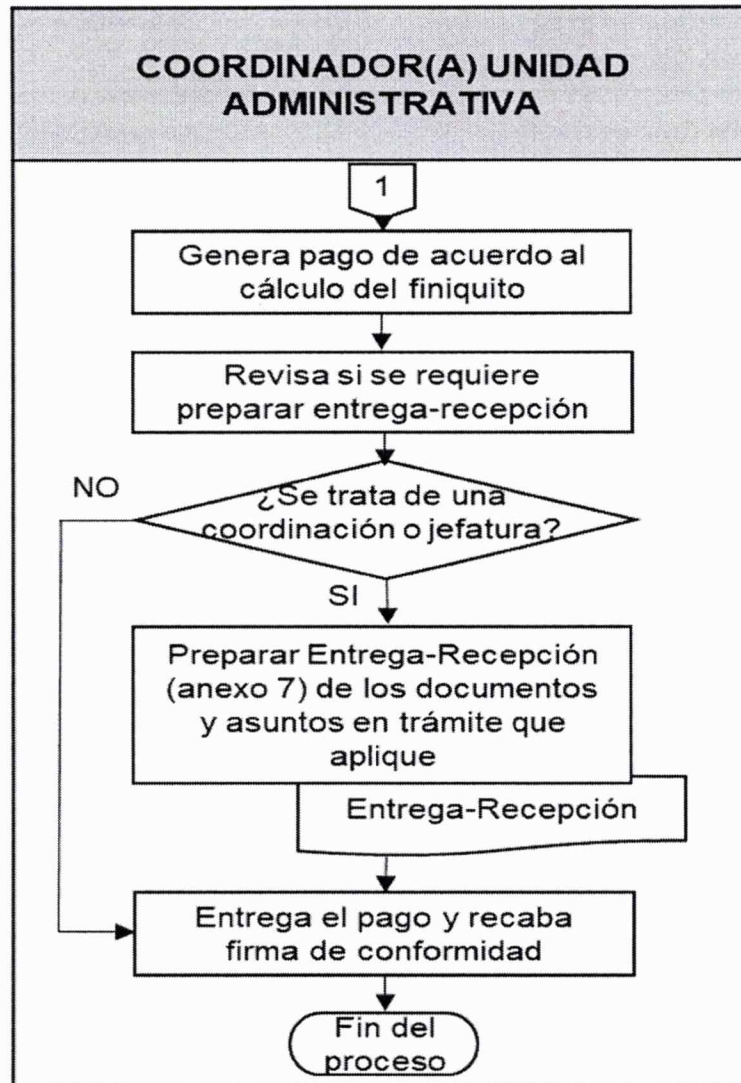 COORDINADOR(A) UNIDAD
ADMINISTRATIVA
1
Genera pago de acuerdo al
cálculo del finiquito
Revisa si se requiere
preparar entrega-recepción
NO
¿Se trata de una
coordinación o jefatura?
SI
Preparar Entrega-Recepción
(anexo 7) de los documentos
y asuntos en trámite que
aplique
Entrega-Recepción
Entrega el pago y recaba
firma de conformidad
Fin del
proceso